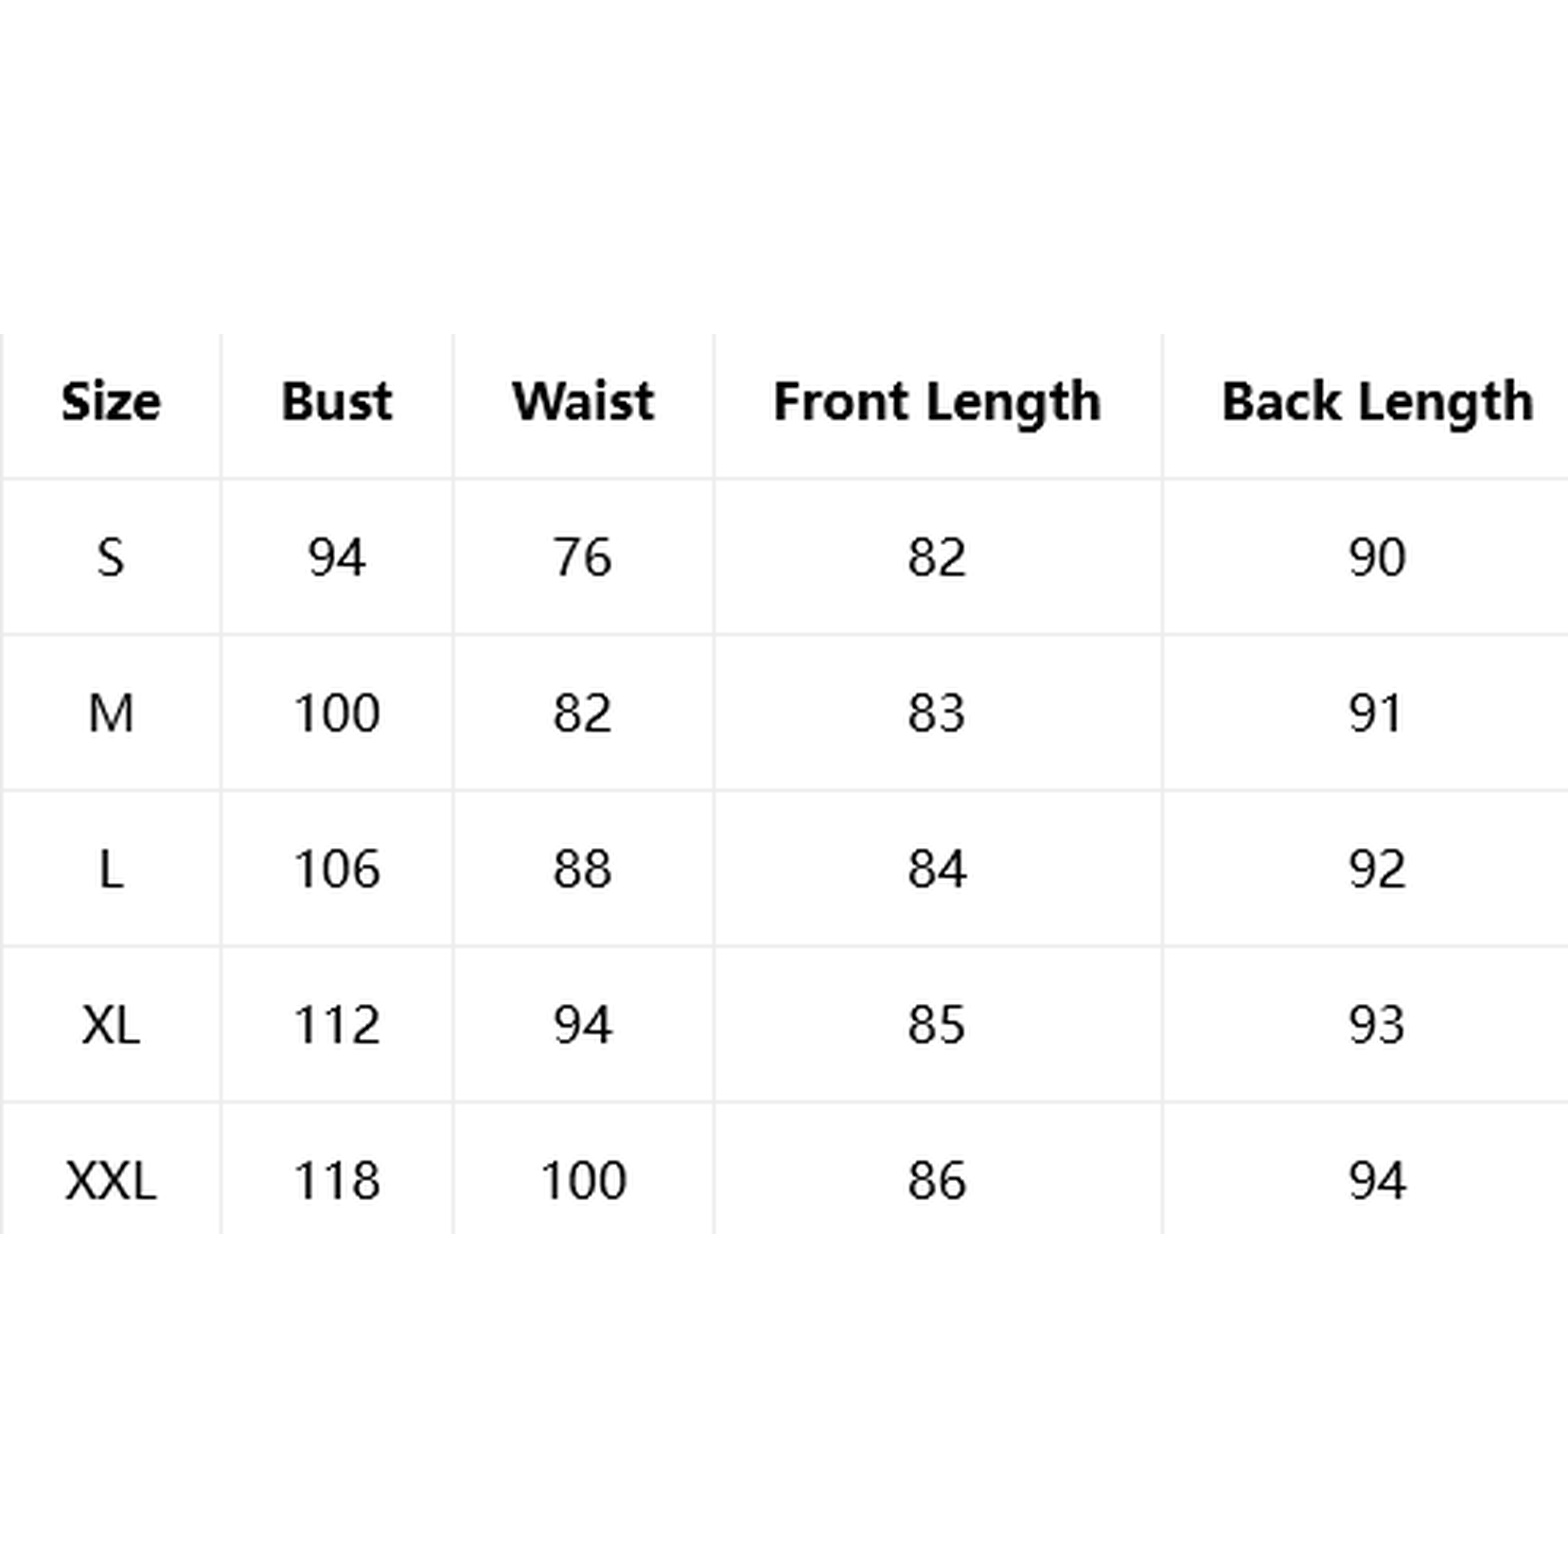 Size Bust Waist Front Length Back Length
S 94 76 82 90
M 100 82 83 91
L 106 88 84 92
XL 112 94 85 93
XXL 118 100 86 94